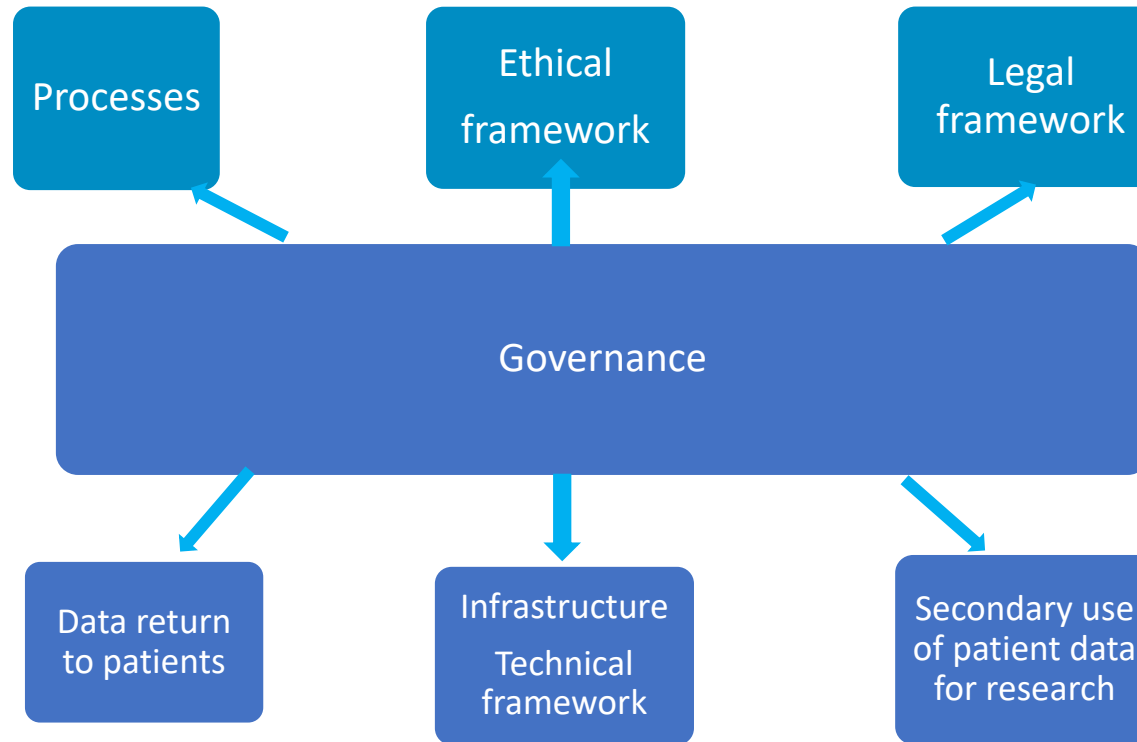 Processes
Ethical
framework
Legal
framework
Governance
Data return
to patients
Infrastructure
Technical
framework
Secondary use
of patient data
for research